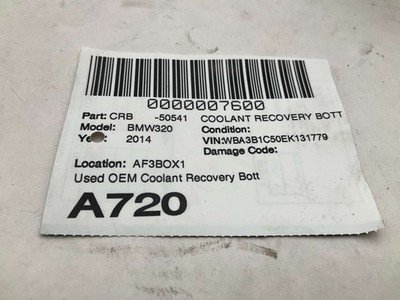 0000007600
Part: CRB -50541 COOLANT RECOVERY BOTT
Model: BMW320 Condition:
Ye 2014 VIN:WBA3B1C50EK131779
Damage Code:
Location: AF3BOX1
Used OEM Coolant Recovery Bott
A720